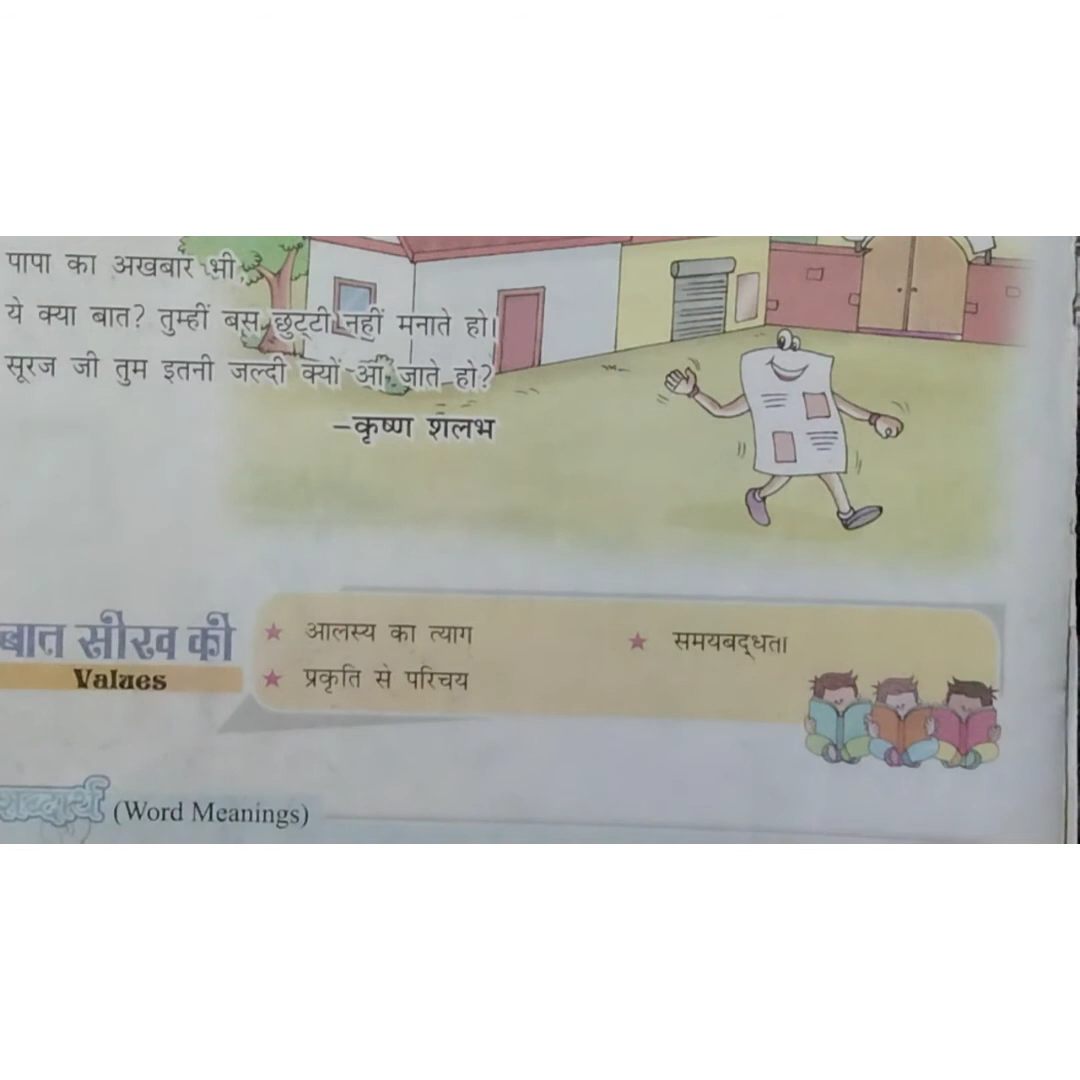 पापा का अखबार भी,
ये क्या बात? तुम्हीं बस छुट्टी नहीं मनाते हो।
सूरज जी तुम इतनी जल्दी क्यों आ जाते हो?
–कृष्ण शलभ
बात सीख की
Values
★ आलस्य का त्याग
★ समयबद्धता
★ प्रकृति से परिचय
शब्दार्थ (Word Meanings)